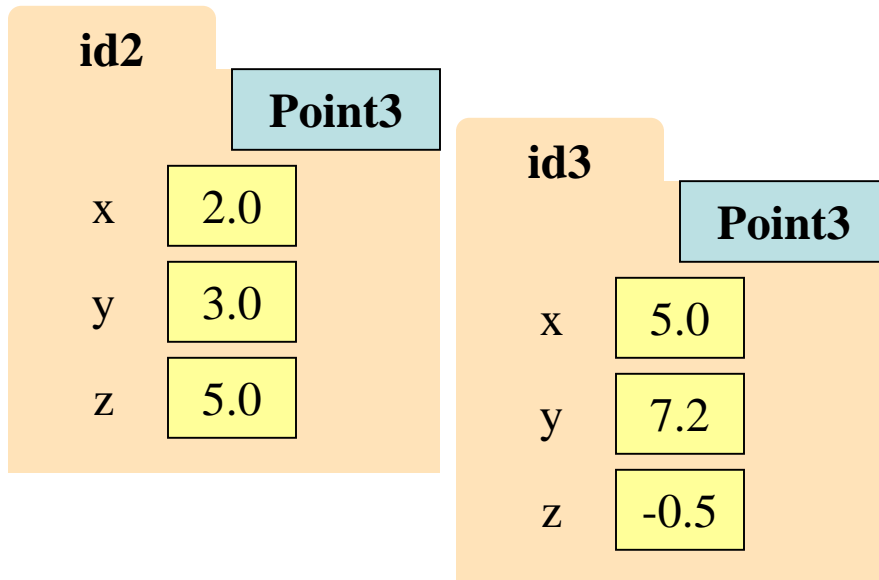 id2
Point3
x 2.0
y 3.0
z 5.0
id3
Point3
x 5.0
y 7.2
z -0.5